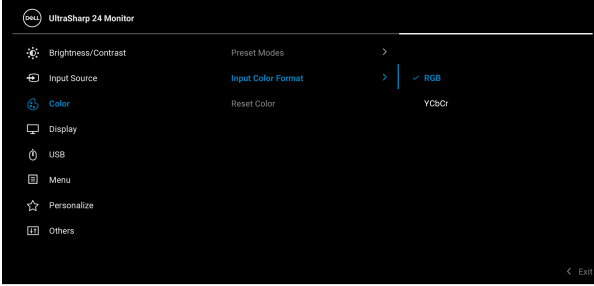 DELL UltraSharp 24 Monitor
Brightness/Contrast
Preset Modes
Input Source
Input Color Format
RGB
Color
Reset Color
YCbCr
Display
USB
Menu
Personalize
Others
Exit